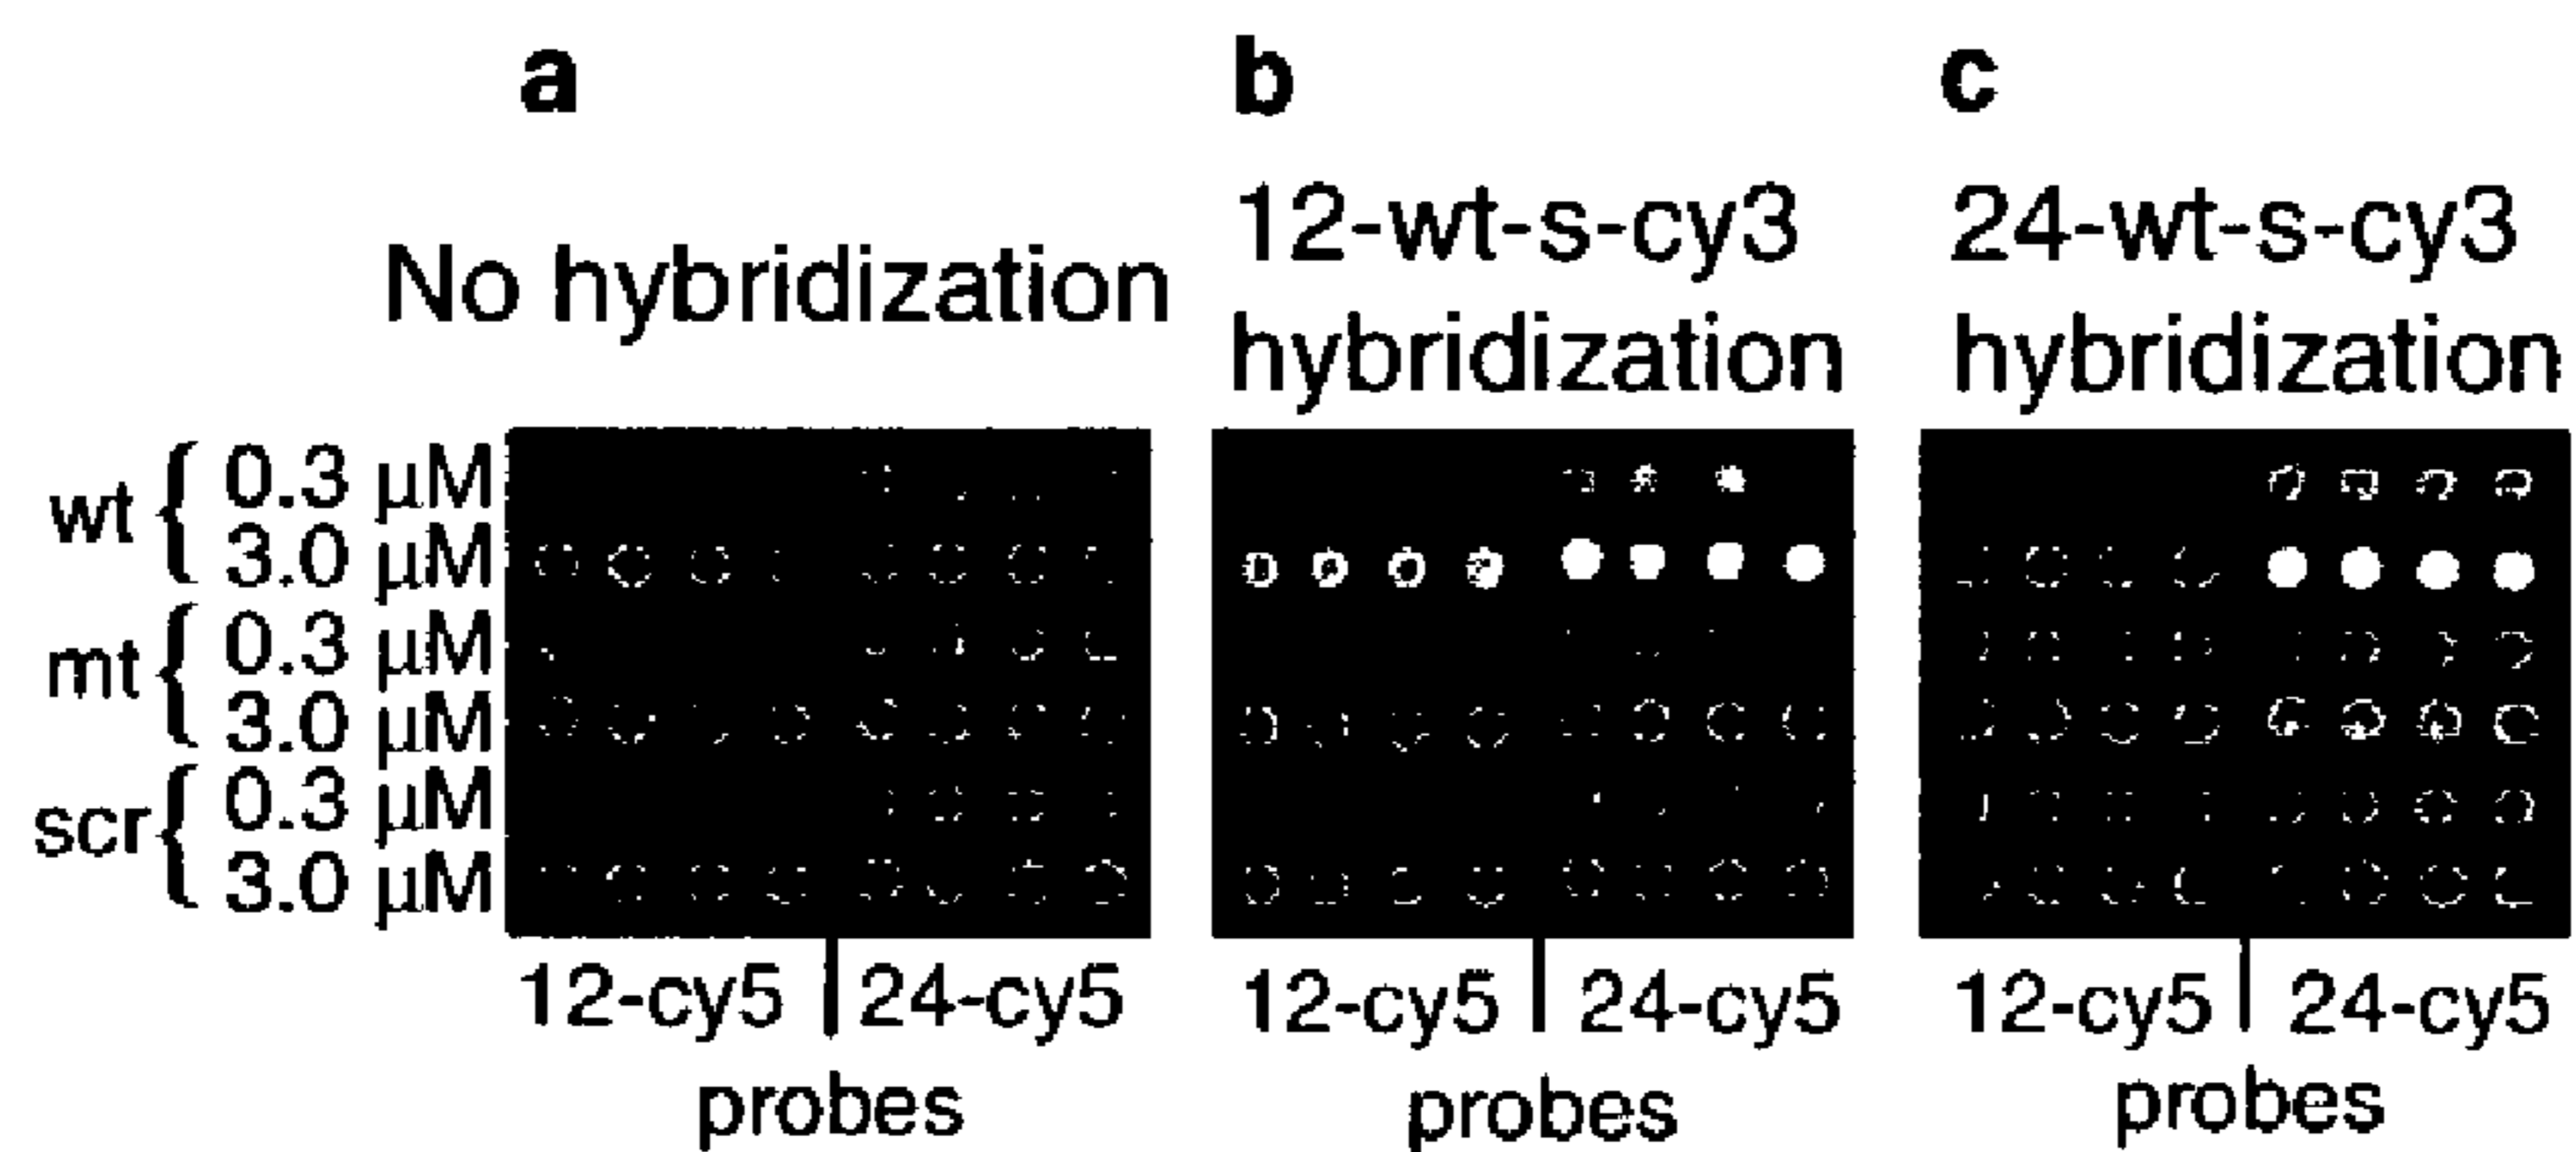 a
b
c
No hybridization
12-wt-s-cy3
hybridization
24-wt-s-cy3
hybridization
wt { 0.3 μM
3.0 μM
mt { 0.3 μM
3.0 μM
scr { 0.3 μM
3.0 μM
12-cy5 | 24-cy5
probes
12-cy5 | 24-cy5
probes
12-cy5 | 24-cy5
probes